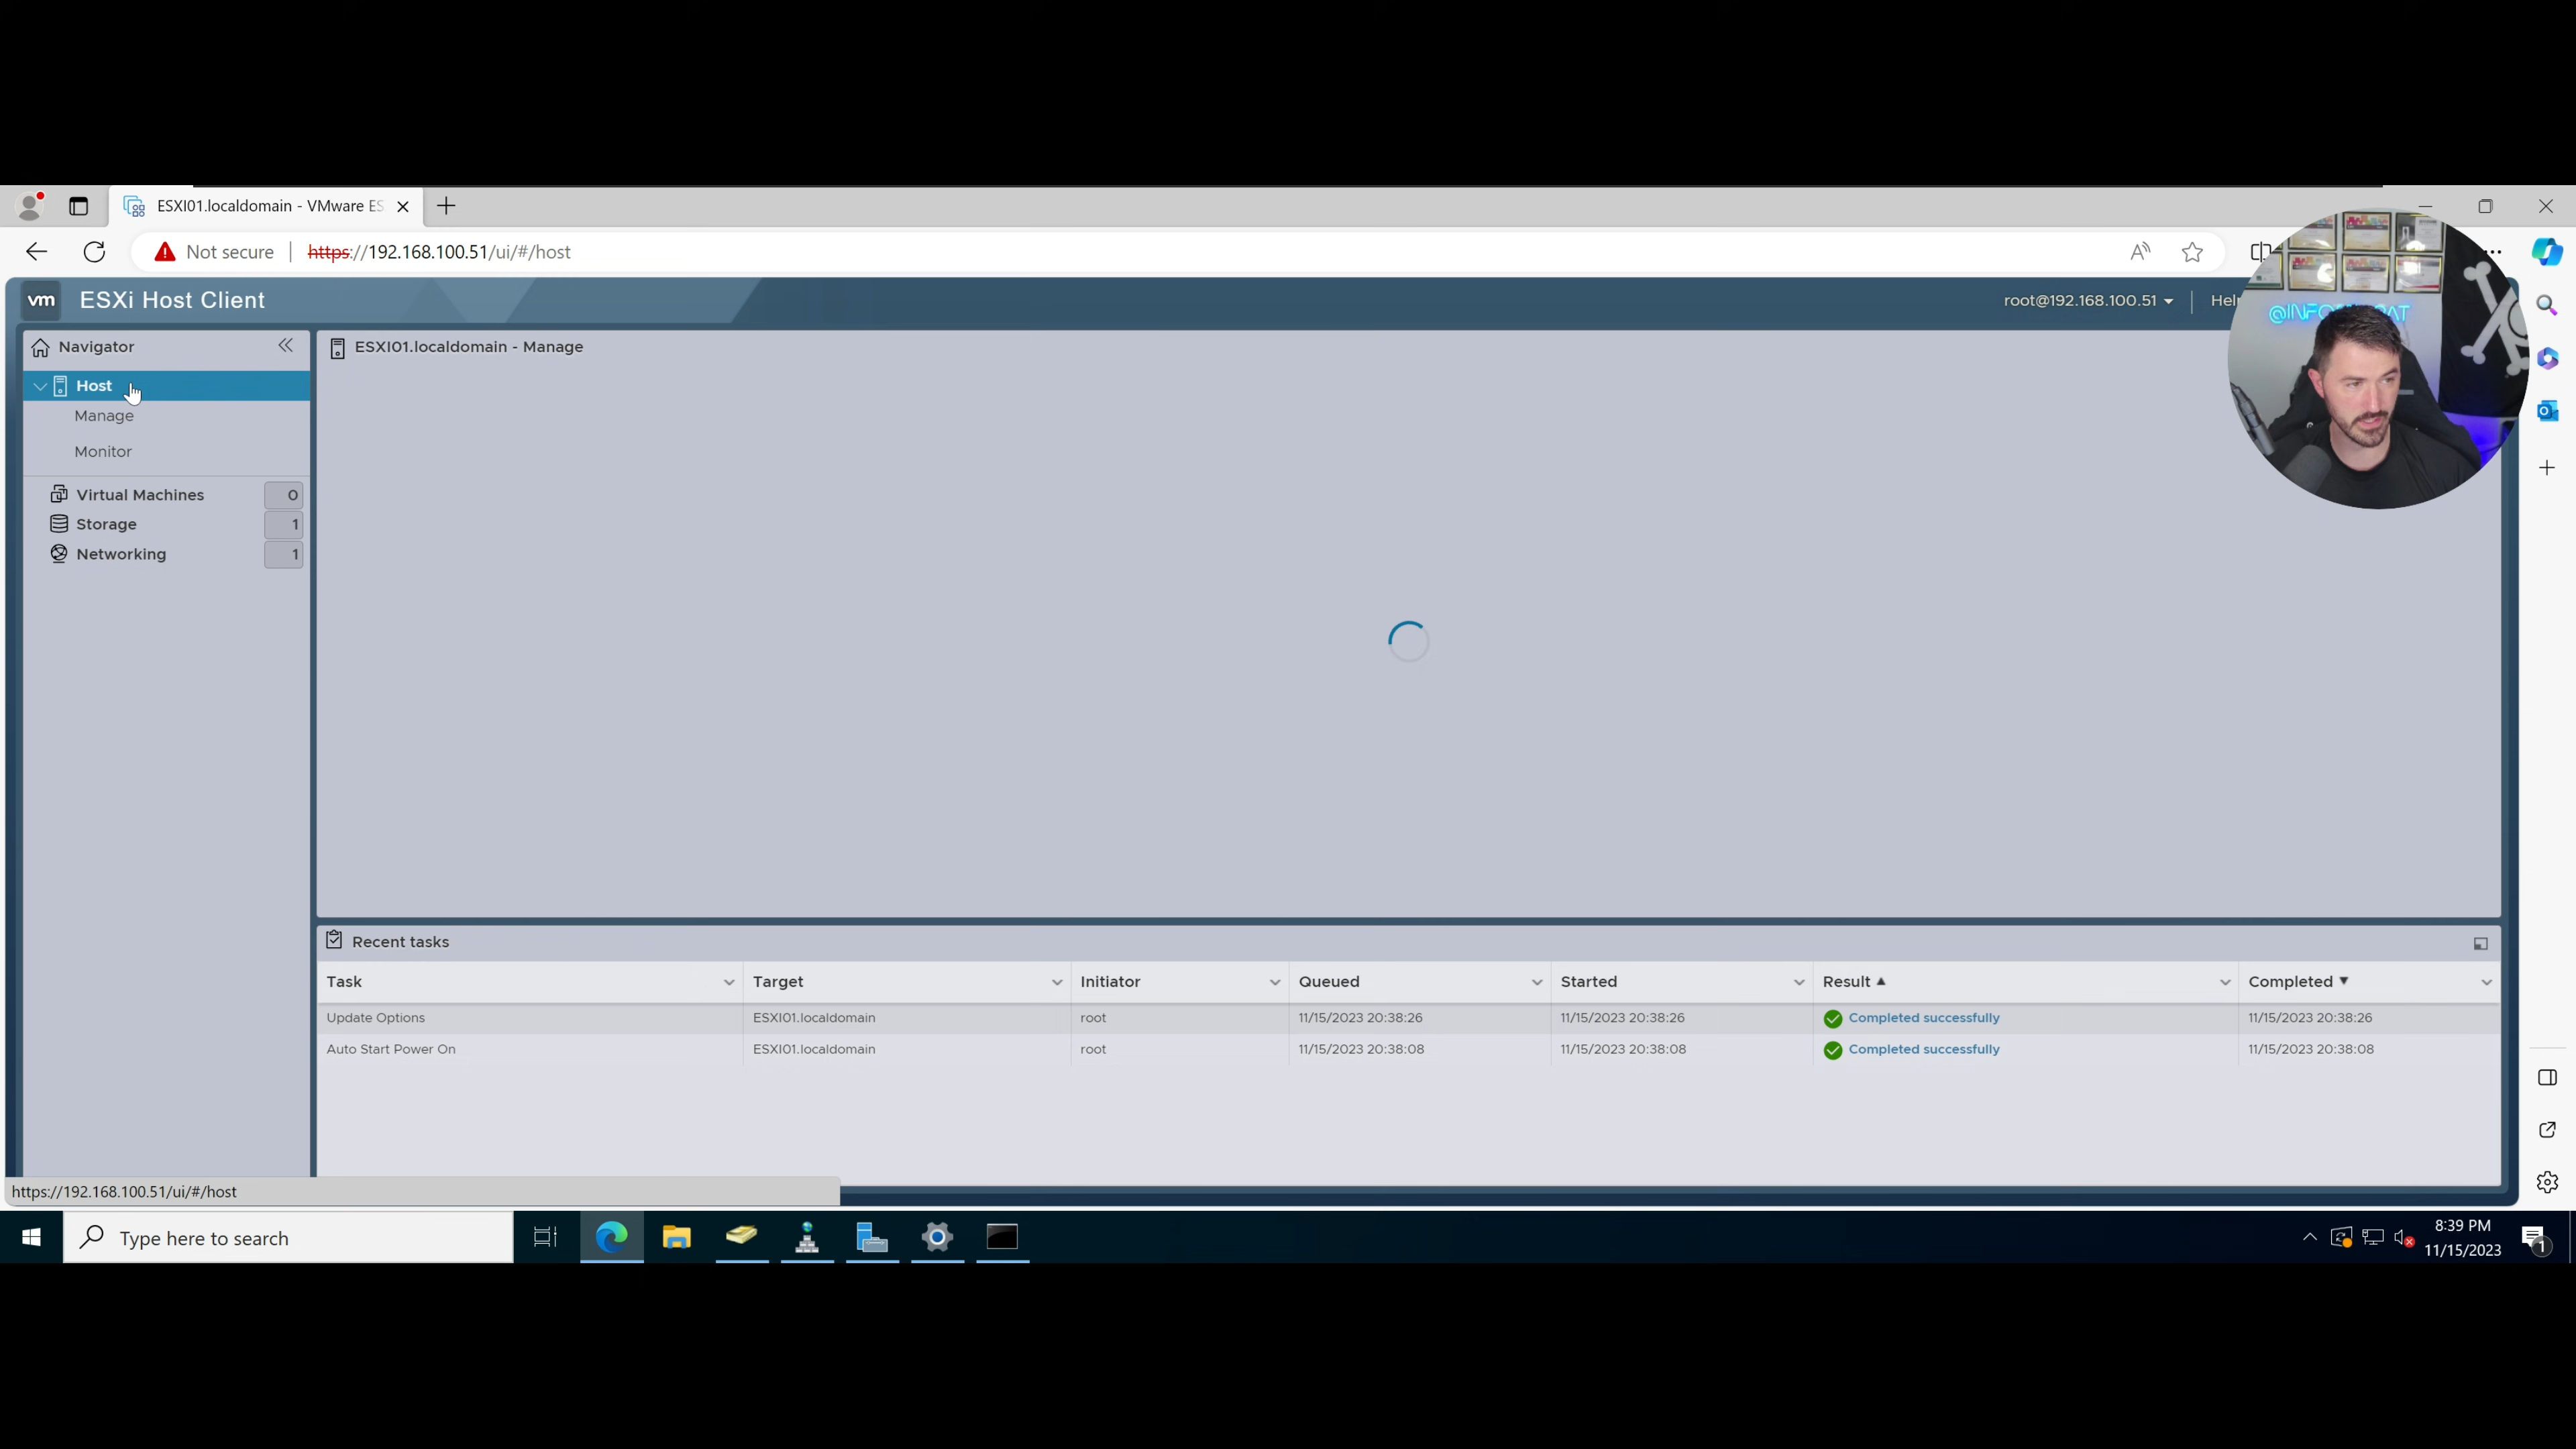 ESXI01.localdomain - VMware ES
Not secure
https://192.168.100.51/ui/#/host
vm
ESXi Host Client
root@192.168.100.51
Navigator
ESXI01.localdomain - Manage
Host
Manage
Monitor
Virtual Machines 0
Storage 1
Networking 1
Recent tasks
Task Target Initiator Queued Started Result Completed
Update Options ESXI01.localdomain root 11/15/2023 20:38:26 11/15/2023 20:38:26 Completed successfully 11/15/2023 20:38:26
Auto Start Power On ESXI01.localdomain root 11/15/2023 20:38:08 11/15/2023 20:38:08 Completed successfully 11/15/2023 20:38:08
https://192.168.100.51/ui/#/host
Type here to search
8:39 PM
11/15/2023
1